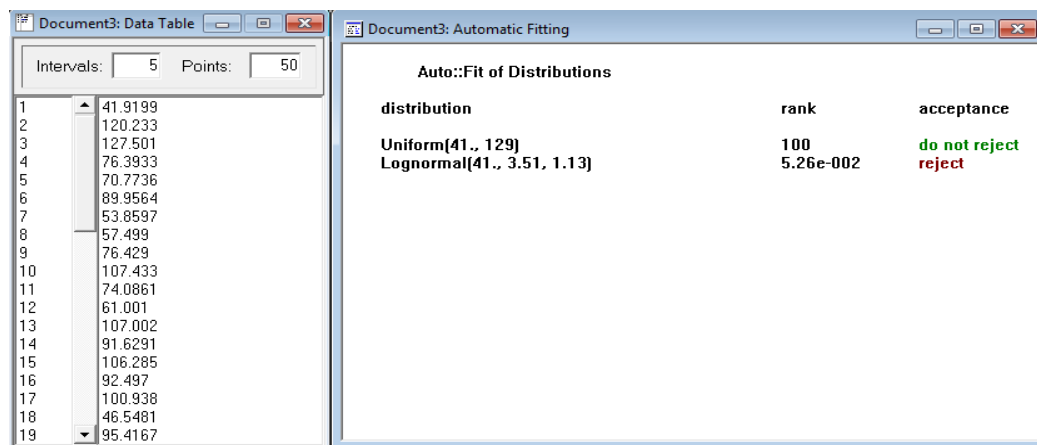 Document3: Data Table
Intervals: 5 Points: 50
1 41.9199
2 120.233
3 127.501
4 76.3933
5 70.7736
6 89.9564
7 53.8597
8 57.499
9 76.429
10 107.433
11 74.0861
12 61.001
13 107.002
14 91.6291
15 106.285
16 92.497
17 100.938
18 46.5481
19 95.4167
Document3: Automatic Fitting
Auto::Fit of Distributions
distribution rank acceptance
Uniform(41., 129) 100 do not reject
Lognormal(41., 3.51, 1.13) 5.26e-002 reject